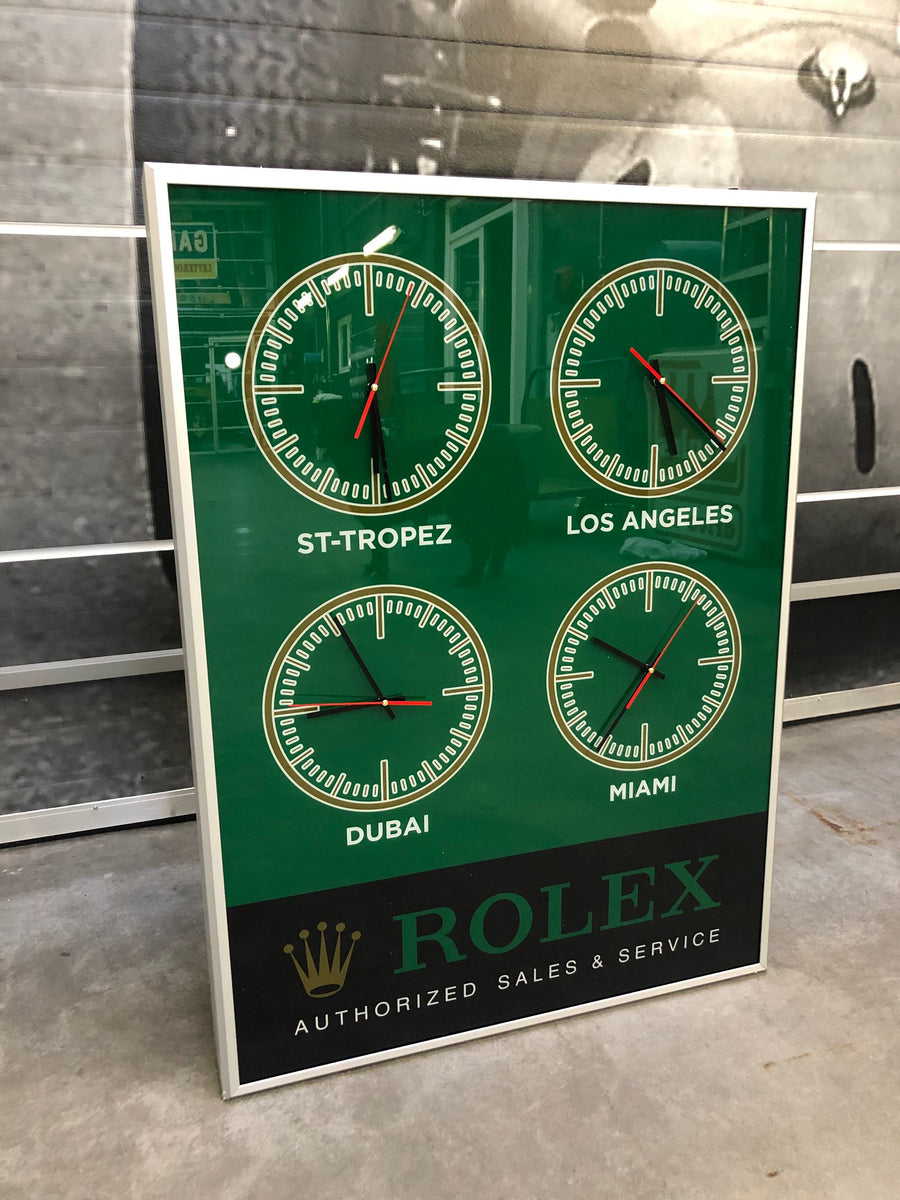 ST-TROPEZ
LOS ANGELES
DUBAI
MIAMI
ROLEX
AUTHORIZED SALES & SERVICE